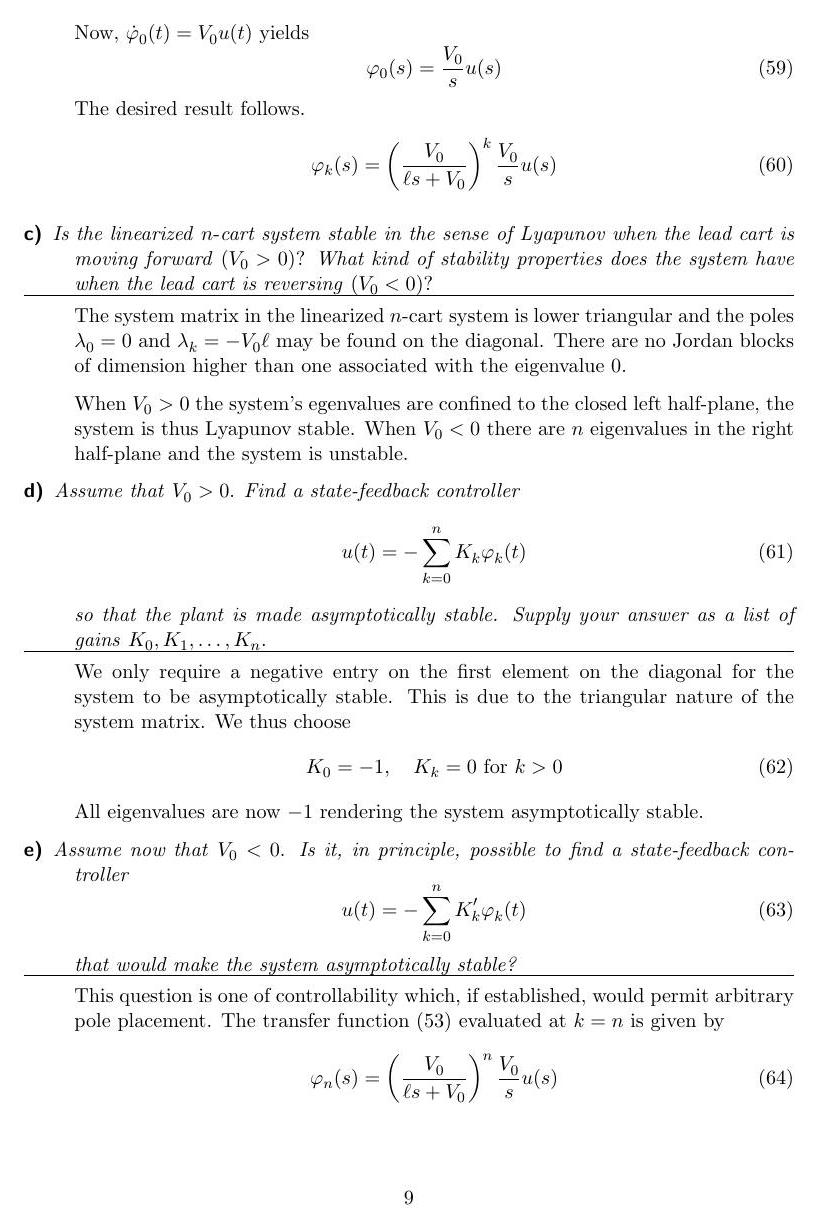 Now, φ̇₀(t) = V₀u(t) yields
φ₀(s) = V₀/s u(s) (59)
The desired result follows.
φₖ(s) = (V₀/(ℓs + V₀))ᵏ V₀/s u(s) (60)
c) Is the linearized n-cart system stable in the sense of Lyapunov when the lead cart is
moving forward (V₀ > 0)? What kind of stability properties does the system have
when the lead cart is reversing (V₀ < 0)?
The system matrix in the linearized n-cart system is lower triangular and the poles
λ₀ = 0 and λₖ = −V₀ℓ may be found on the diagonal. There are no Jordan blocks
of dimension higher than one associated with the eigenvalue 0.
When V₀ > 0 the system's egenvalues are confined to the closed left half-plane, the
system is thus Lyapunov stable. When V₀ < 0 there are n eigenvalues in the right
half-plane and the system is unstable.
d) Assume that V₀ > 0. Find a state-feedback controller
u(t) = − ∑ₖ₌₀ⁿ Kₖφₖ(t) (61)
so that the plant is made asymptotically stable. Supply your answer as a list of
gains K₀, K₁, . . . , Kₙ.
We only require a negative entry on the first element on the diagonal for the
system to be asymptotically stable. This is due to the triangular nature of the
system matrix. We thus choose
K₀ = −1, Kₖ = 0 for k > 0 (62)
All eigenvalues are now −1 rendering the system asymptotically stable.
e) Assume now that V₀ < 0. Is it, in principle, possible to find a state-feedback con-
troller
u(t) = − ∑ₖ₌₀ⁿ K′ₖφₖ(t) (63)
that would make the system asymptotically stable?
This question is one of controllability which, if established, would permit arbitrary
pole placement. The transfer function (53) evaluated at k = n is given by
φₙ(s) = (V₀/(ℓs + V₀))ⁿ V₀/s u(s) (64)
9